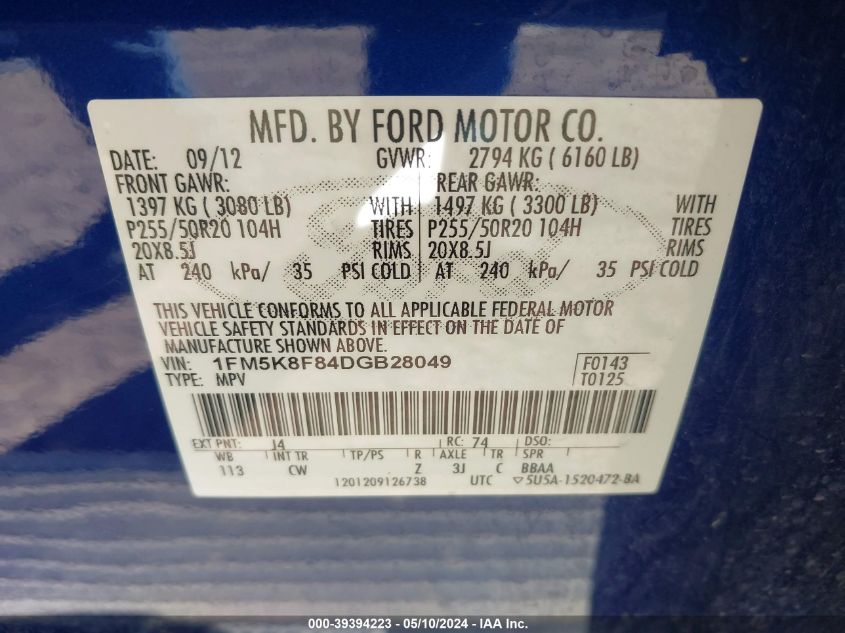 MFD. BY FORD MOTOR CO.
DATE: 09/12 GVWR: 2794 KG ( 6160 LB)
FRONT GAWR: REAR GAWR:
1397 KG ( 3080 LB) WITH 1497 KG ( 3300 LB) WITH
P255/50R20 104H TIRES P255/50R20 104H TIRES
20X8.5J RIMS 20X8.5J RIMS
AT 240 kPa/ 35 PSI COLD AT 240 kPa/ 35 PSI COLD
THIS VEHICLE CONFORMS TO ALL APPLICABLE FEDERAL MOTOR
VEHICLE SAFETY STANDARDS IN EFFECT ON THE DATE OF
MANUFACTURE SHOWN ABOVE.
VIN: 1FM5K8F84DGB28049 F0143
TYPE: MPV T0125
EXT PNT: J4 RC: 74 DSO:
WB INT TR TP/PS R AXLE TR SPR
113 CW Z 3J C BBAA
1201209126738 UTC ▽5U5A-1520472-BA
000-39394223 - 05/10/2024 - IAA Inc.